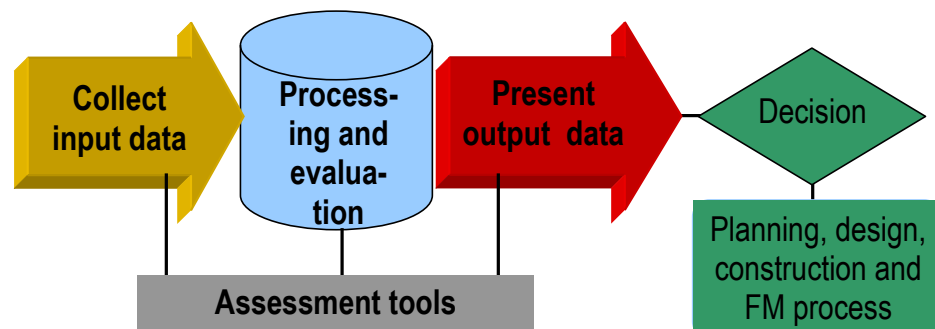 Collect
input data
Process-
ing and
evalua-
tion
Present
output data
Decision
Planning, design,
construction and
FM process
Assessment tools